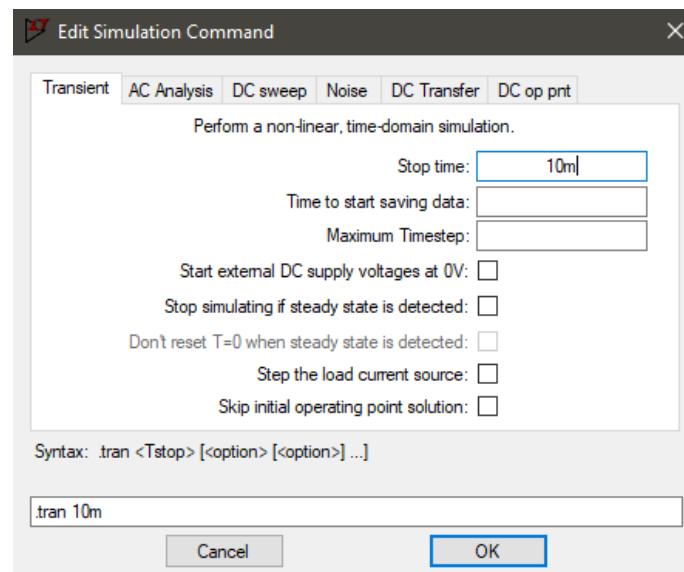 Edit Simulation Command
Transient AC Analysis DC sweep Noise DC Transfer DC op pnt
Perform a non-linear, time-domain simulation.
Stop time: 10m
Time to start saving data:
Maximum Timestep:
Start external DC supply voltages at 0V:
Stop simulating if steady state is detected:
Don't reset T=0 when steady state is detected:
Step the load current source:
Skip initial operating point solution:
Syntax: .tran <Tstop> [<option> [<option>] ...]
.tran 10m
Cancel OK